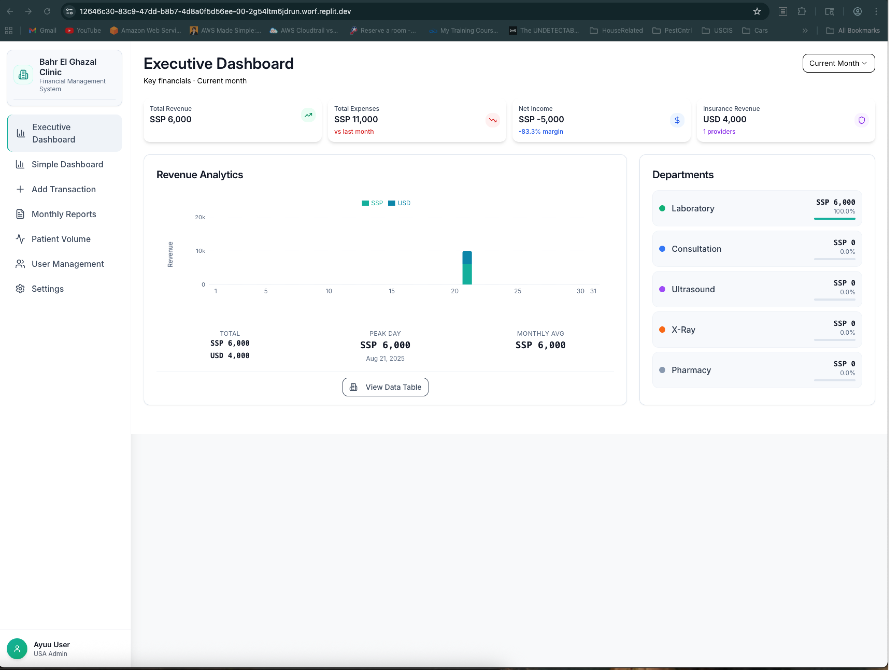 12646c30-83c9-47dd-b8b7-4d8a0f5d56ee-00-2g54ltm6jdrun.worf.replit.dev
Gmail
YouTube
Amazon Web Servi...
AWS Made Simple,...
AWS Cloudtrail vs...
Reserve a room -...
My Training Cours...
The UNDETECTAB...
HouseRelated
PestCntrl
USCIS
Cars
»
All Bookmarks
Bahr El Ghazal
Clinic
Financial Management
System
Executive
Dashboard
Simple Dashboard
Add Transaction
Monthly Reports
Patient Volume
User Management
Settings
Ayuu User
USA Admin
Executive Dashboard
Key financials · Current month
Current Month
Total Revenue
SSP 6,000
Total Expenses
SSP 11,000
vs last month
Net Income
SSP -5,000
-83.3% margin
Insurance Revenue
USD 4,000
1 providers
Revenue Analytics
SSP USD
Revenue
20k
10k
0
1 5 10 15 20 25 30 31
TOTAL
SSP 6,000
USD 4,000
PEAK DAY
SSP 6,000
Aug 21, 2025
MONTHLY AVG
SSP 6,000
View Data Table
Departments
Laboratory
SSP 6,000
100.0%
Consultation
SSP 0
0.0%
Ultrasound
SSP 0
0.0%
X-Ray
SSP 0
0.0%
Pharmacy
SSP 0
0.0%